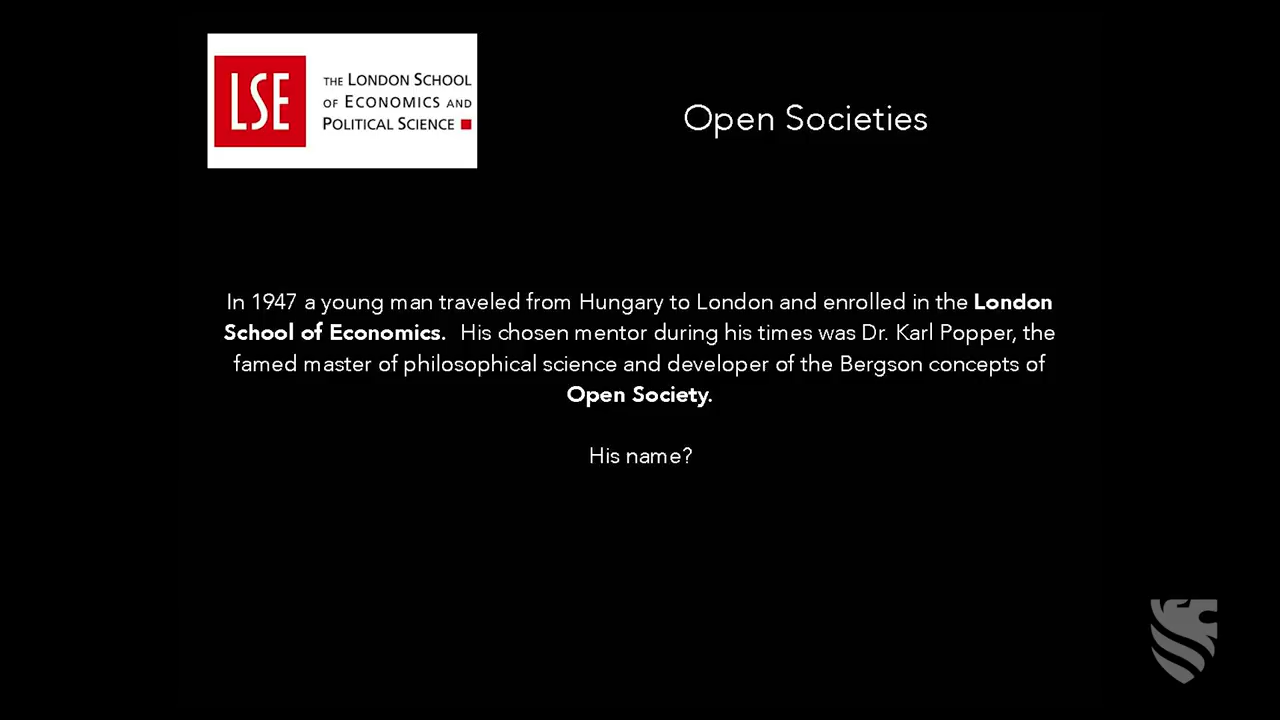 LSE
THE LONDON SCHOOL
OF ECONOMICS AND
POLITICAL SCIENCE
Open Societies
In 1947 a young man traveled from Hungary to London and enrolled in the London
School of Economics.  His chosen mentor during his times was Dr. Karl Popper, the
famed master of philosophical science and developer of the Bergson concepts of
Open Society.
His name?